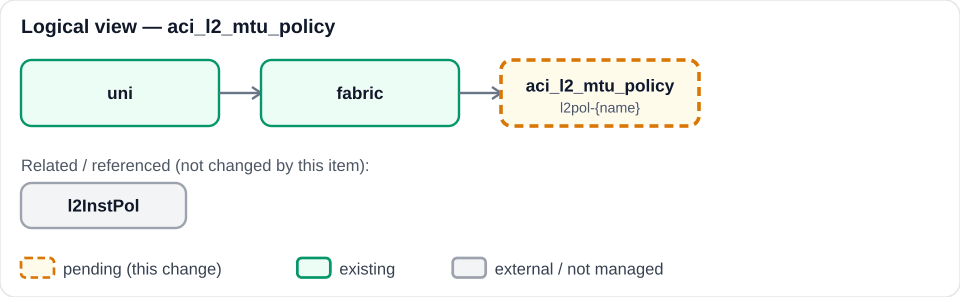 Logical view — aci_l2_mtu_policy
uni
fabric
aci_l2_mtu_policy
l2pol-{name}
Related / referenced (not changed by this item):
l2InstPol
pending (this change)
existing
external / not managed